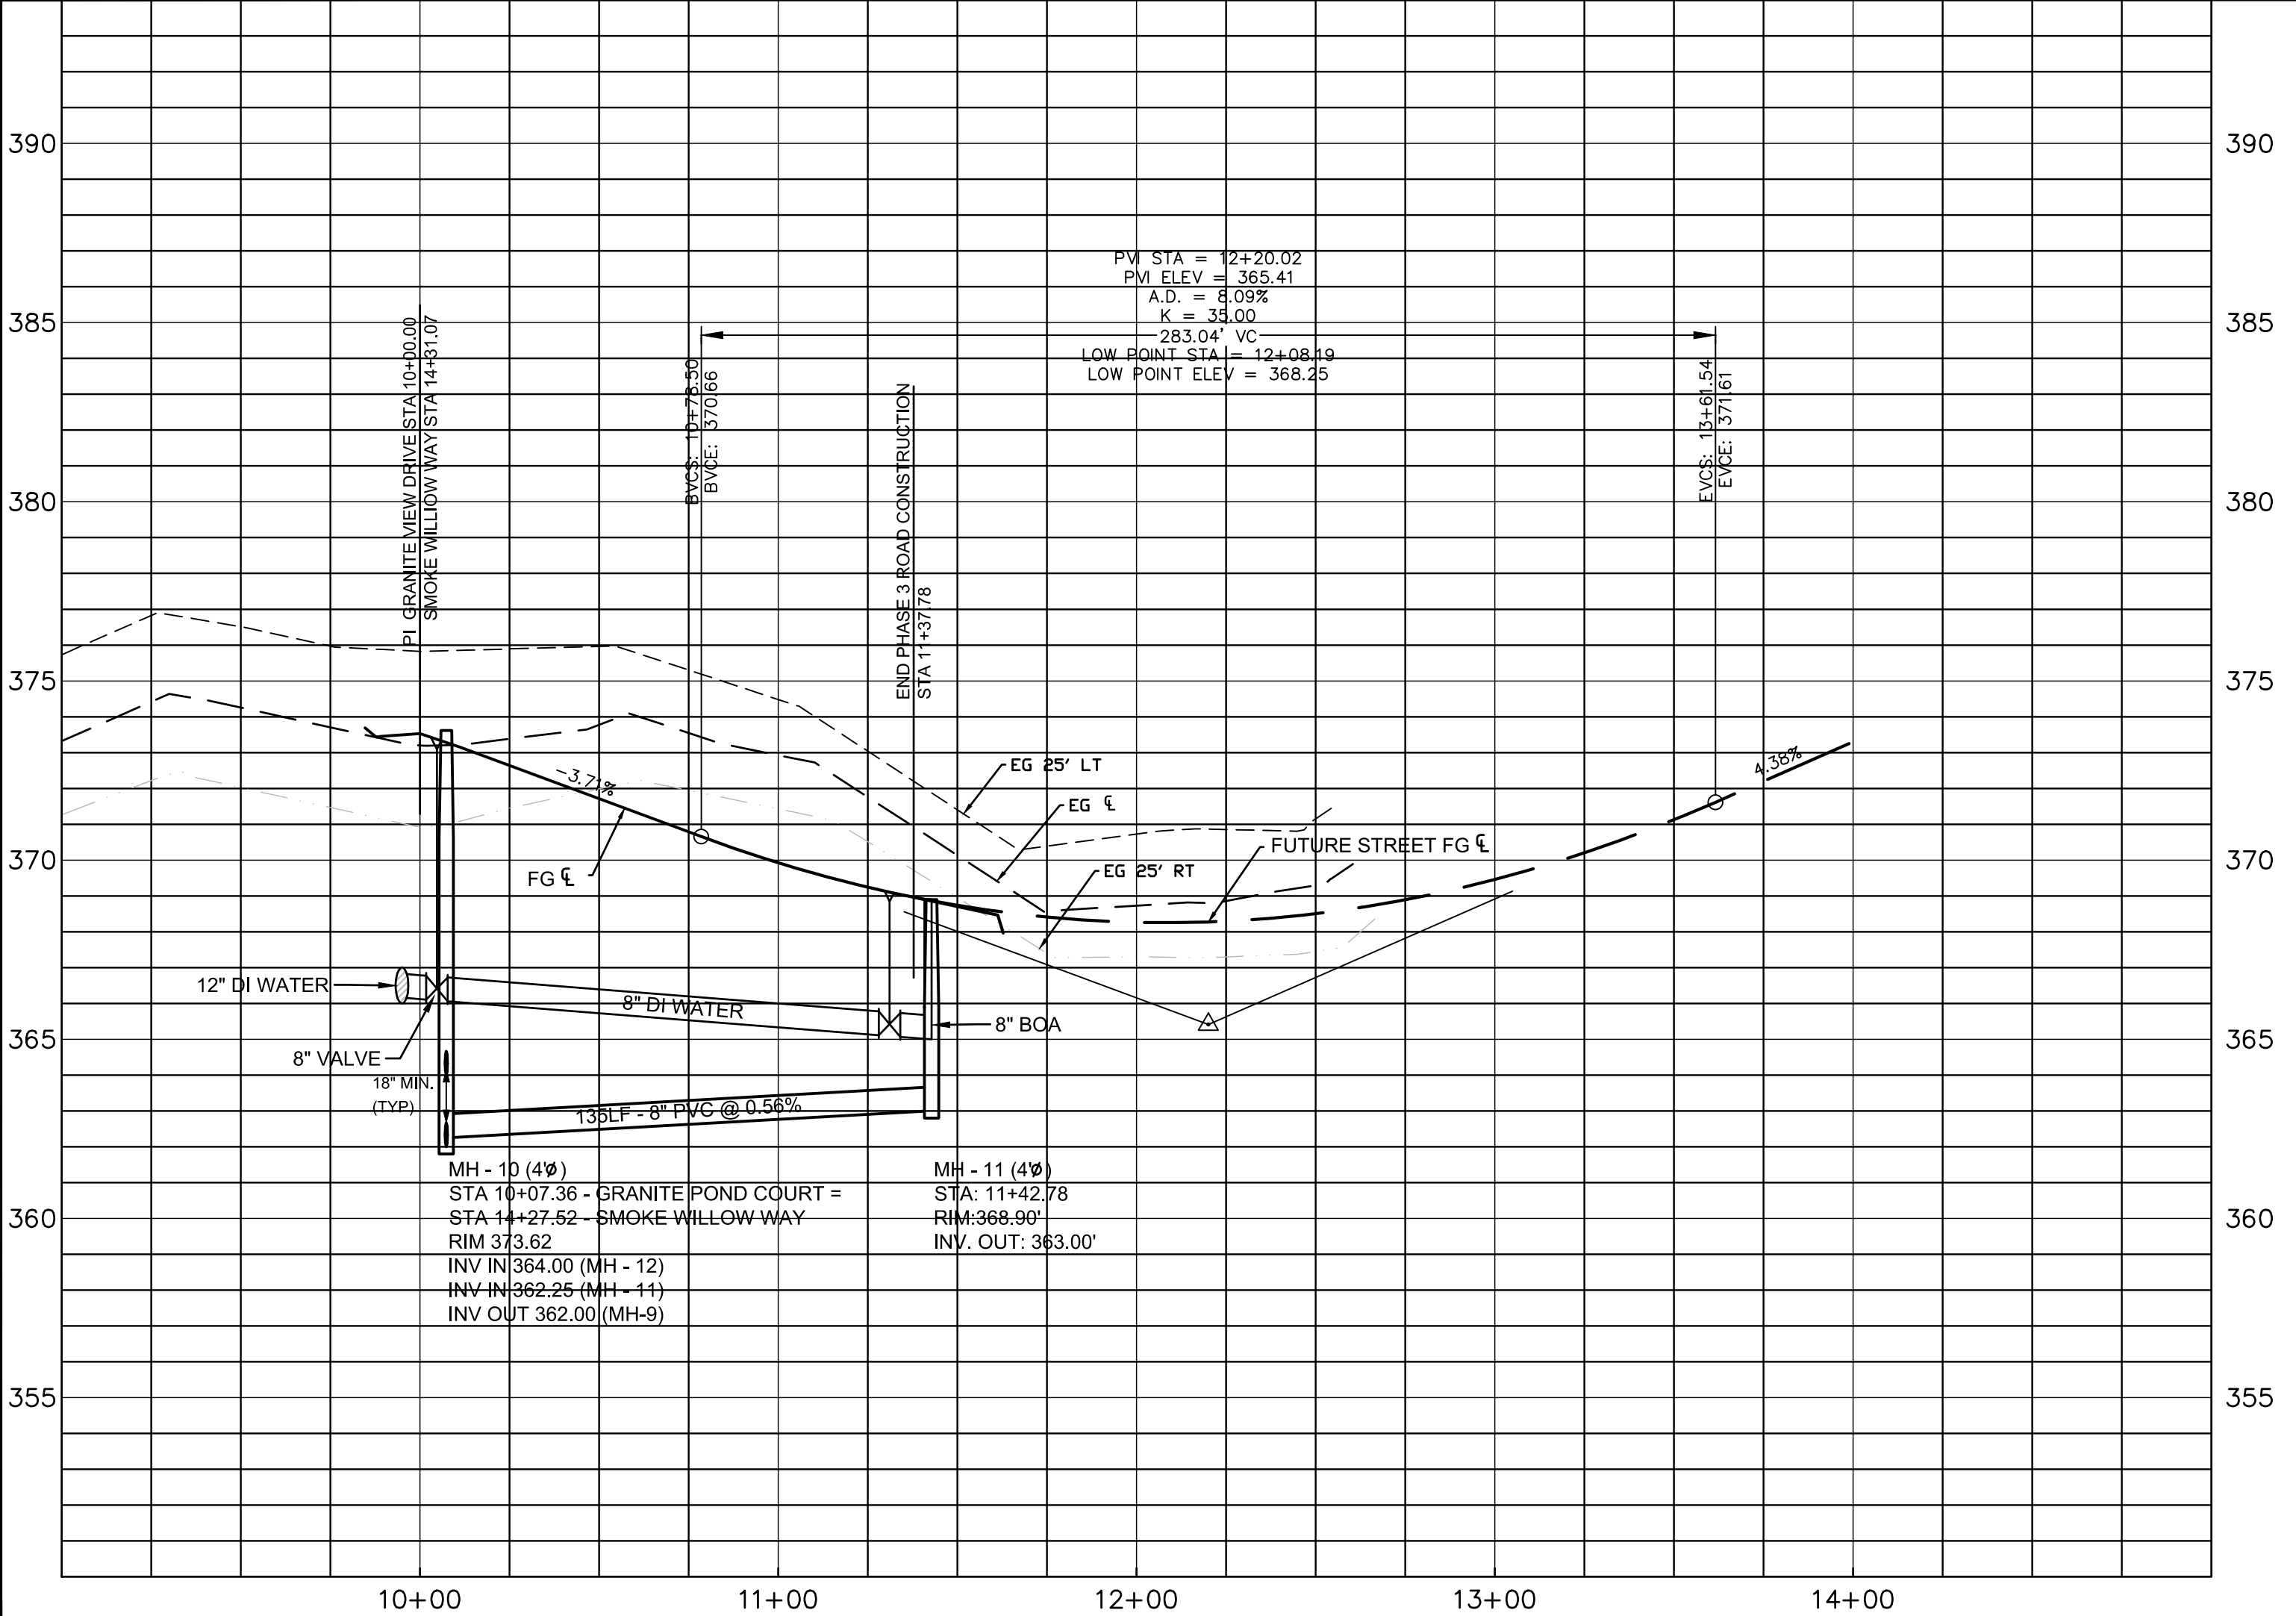 PVI STA = 12+20.02
PVI ELEV = 365.41
A.D. = 8.09%
K = 35.00
283.04' VC
LOW POINT STA = 12+08.19
LOW POINT ELEV = 368.25
390
390
385
385
380
380
375
375
370
370
365
365
360
360
355
355
PI GRANITE VIEW DRIVE STA 10+00.00
SMOKE WILLIOW WAY STA 14+31.07
BVCS: 10+78.50
BVCE: 370.66
END PHASE 3 ROAD CONSTRUCTION
STA 11+37.78
EVCS: 13+61.54
EVCE: 371.61
-3.71%
4.38%
EG 25' LT
EG ℄
FUTURE STREET FG ℄
EG 25' RT
FG ℄
12" DI WATER
8" DI WATER
8" BOA
8" VALVE
18" MIN.
(TYP)
135LF - 8" PVC @ 0.56%
MH - 10 (4'Ø)
STA 10+07.36 - GRANITE POND COURT =
STA 14+27.52 - SMOKE WILLOW WAY
RIM 373.62
INV IN 364.00 (MH - 12)
INV IN 362.25 (MH - 11)
INV OUT 362.00 (MH-9)
MH - 11 (4'Ø)
STA: 11+42.78
RIM:368.90'
INV. OUT: 363.00'
10+00
11+00
12+00
13+00
14+00